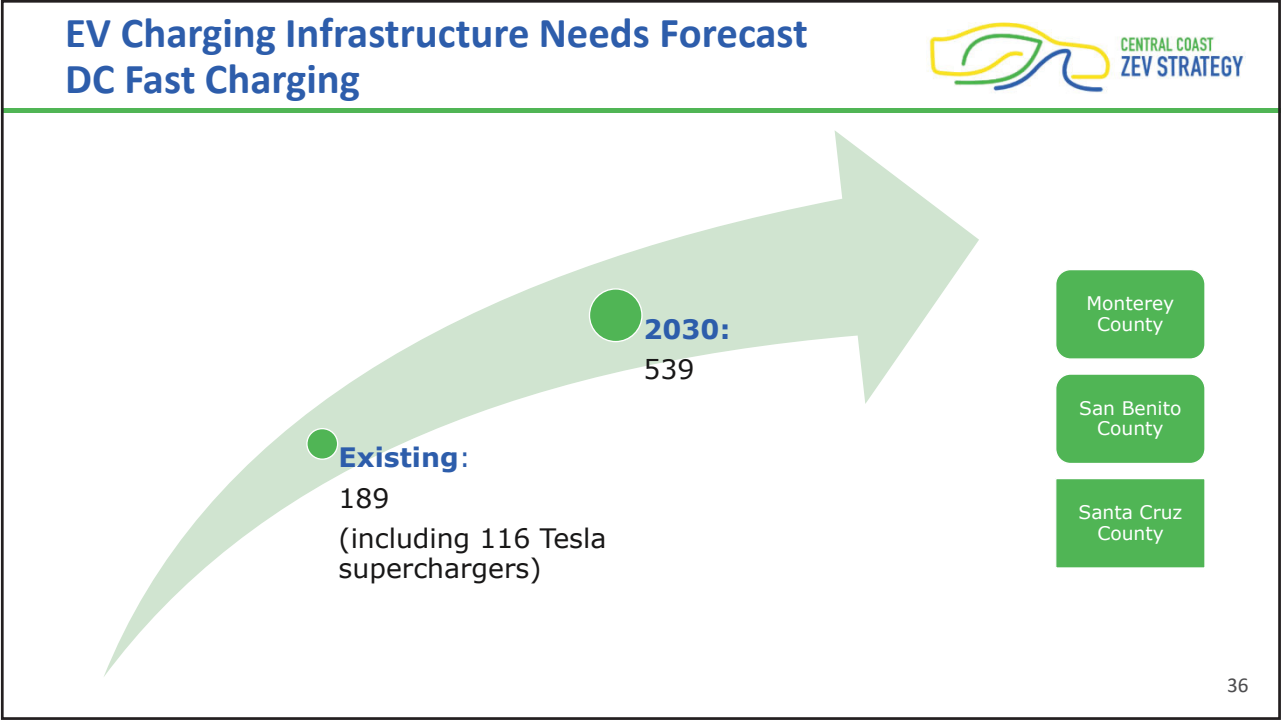 EV Charging Infrastructure Needs Forecast
DC Fast Charging
CENTRAL COAST
ZEV STRATEGY
2030:
539
Existing:
189
(including 116 Tesla
superchargers)
Monterey
County
San Benito
County
Santa Cruz
County
36